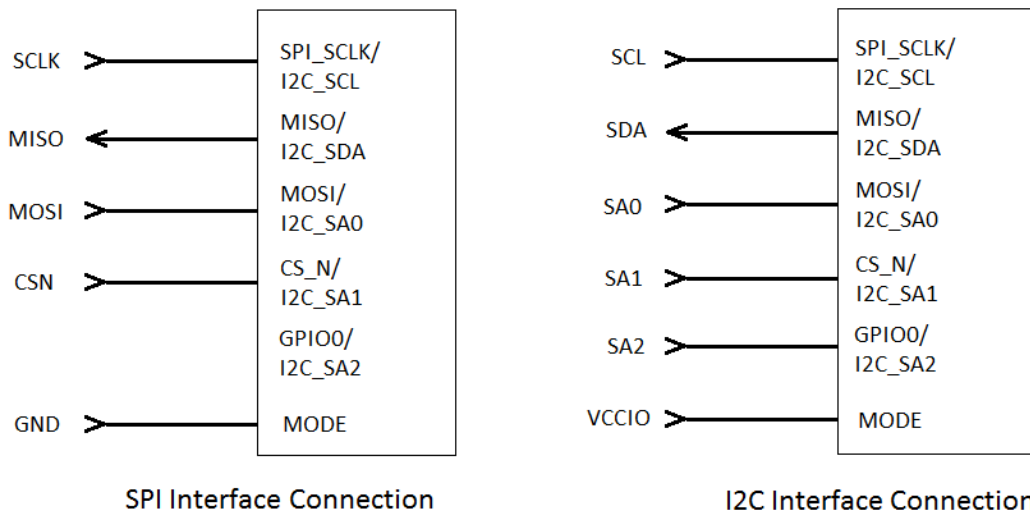 SCLK
SPI_SCLK/
I2C_SCL
MISO
MISO/
I2C_SDA
MOSI
MOSI/
I2C_SA0
CSN
CS_N/
I2C_SA1
GPIO0/
I2C_SA2
GND
MODE
SPI Interface Connection
SCL
SPI_SCLK/
I2C_SCL
SDA
MISO/
I2C_SDA
SA0
MOSI/
I2C_SA0
SA1
CS_N/
I2C_SA1
SA2
GPIO0/
I2C_SA2
VCCIO
MODE
I2C Interface Connection